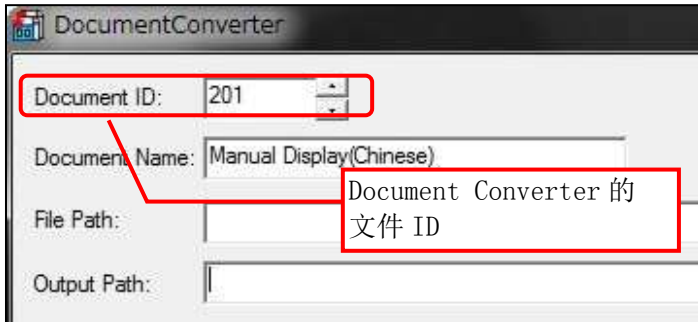 DocumentConverter
Document ID: 201
Document Name: Manual Display(Chinese)
Document Converter 的
文件 ID
File Path:
Output Path: